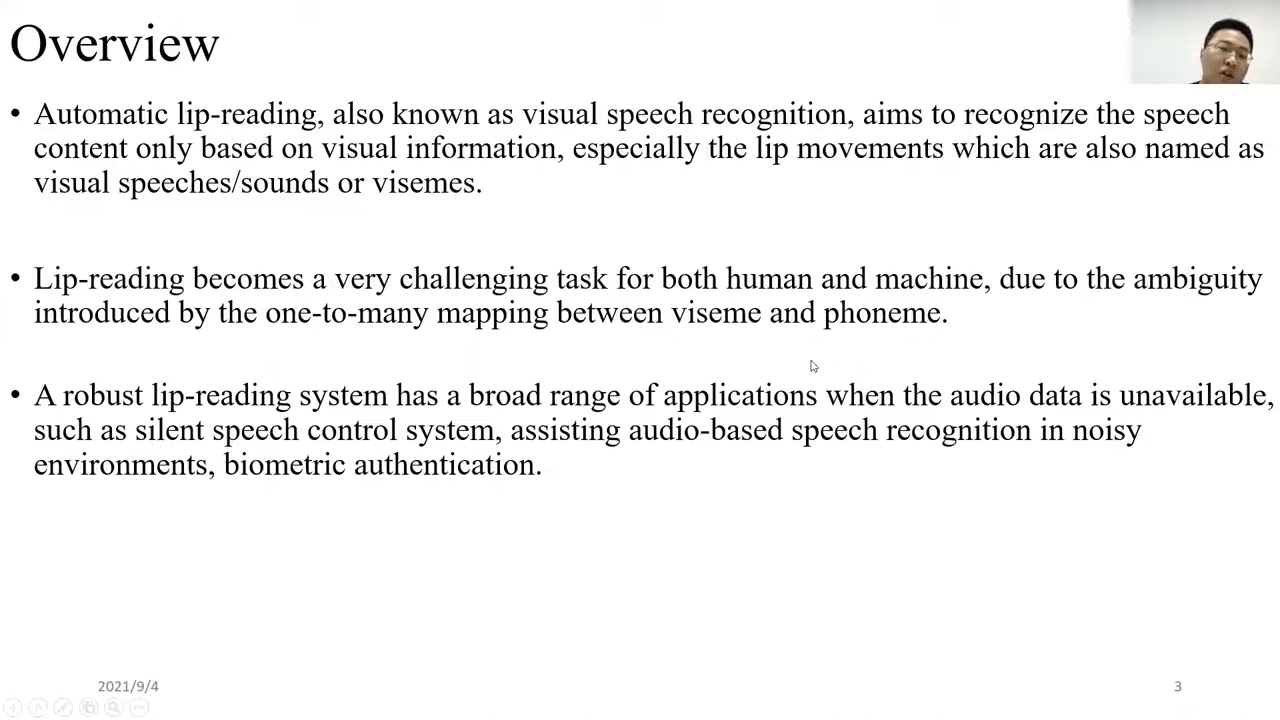 Overview
• Automatic lip-reading, also known as visual speech recognition, aims to recognize the speech
content only based on visual information, especially the lip movements which are also named as
visual speeches/sounds or visemes.
• Lip-reading becomes a very challenging task for both human and machine, due to the ambiguity
introduced by the one-to-many mapping between viseme and phoneme.
• A robust lip-reading system has a broad range of applications when the audio data is unavailable,
such as silent speech control system, assisting audio-based speech recognition in noisy
environments, biometric authentication.
2021/9/4
3